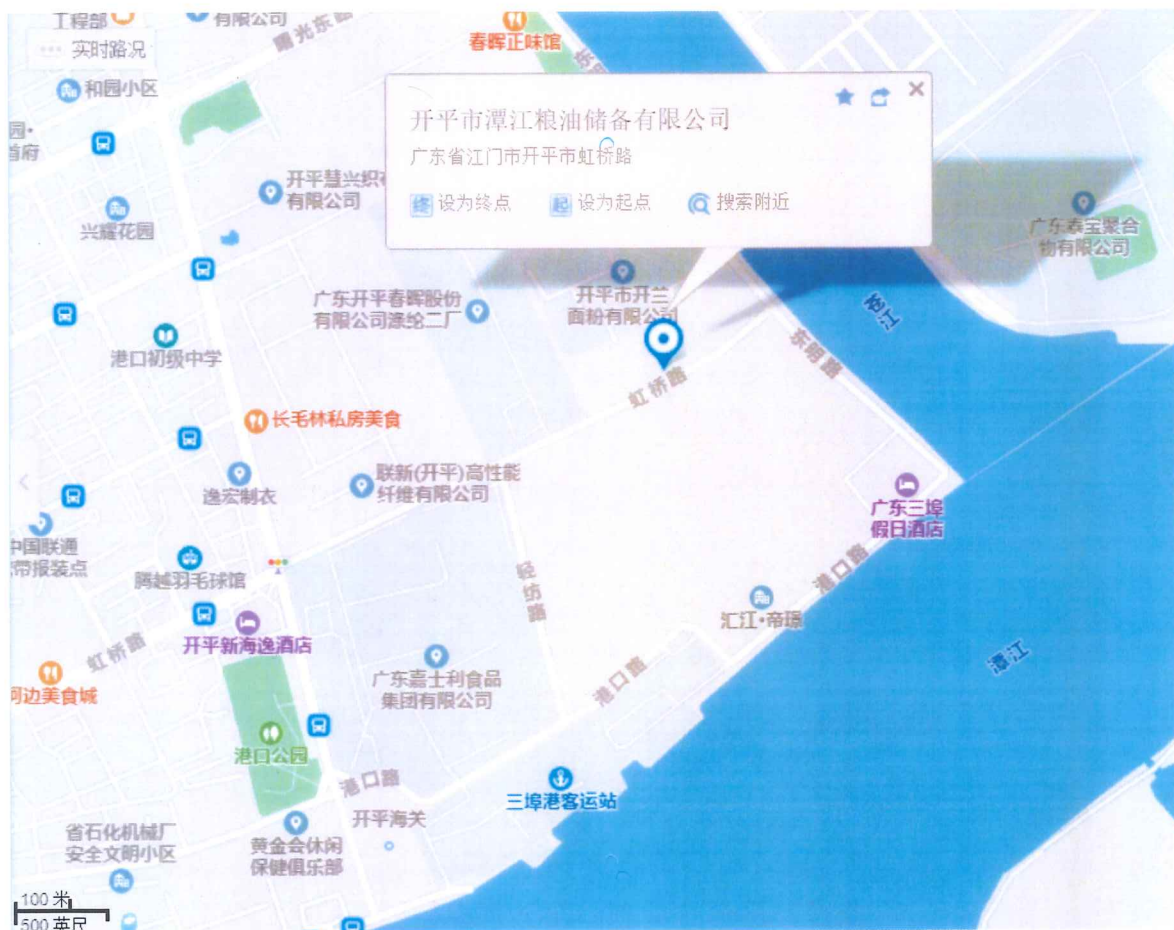 工程部
有限公司
曙光东路
春晖正味馆
实时路况
和园小区
开平市潭江粮油储备有限公司
广东省江门市开平市虹桥路
设为终点
设为起点
搜索附近
终
起
开平慧兴织
有限公司
兴耀花园
广东泰宝聚合
物有限公司
广东开平春晖股份
有限公司涤纶二厂
开平市开兰
面粉有限公司
苍江
东明路
港口初级中学
虹桥路
长毛林私房美食
联新(开平)高性能
纤维有限公司
逸宏制衣
广东三埠
假日酒店
中国联通
带报装点
腾越羽毛球馆
轻纺路
港口路
汇江·帝璟
开平新海逸酒店
虹桥路
潭江
河边美食城
广东嘉士利食品
集团有限公司
港口路
港口公园
港口路
三埠港客运站
开平海关
省石化机械厂
安全文明小区
黄金会休闲
保健俱乐部
100 米
500 英尺